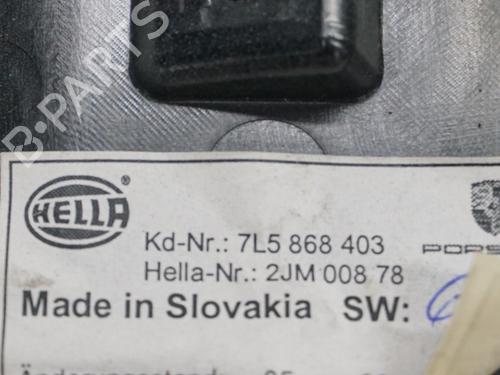 B-PARTS
HELLA
Kd-Nr.: 7L5 868 403
Hella-Nr.: 2JM 008 78
PORS
Made in Slovakia SW: